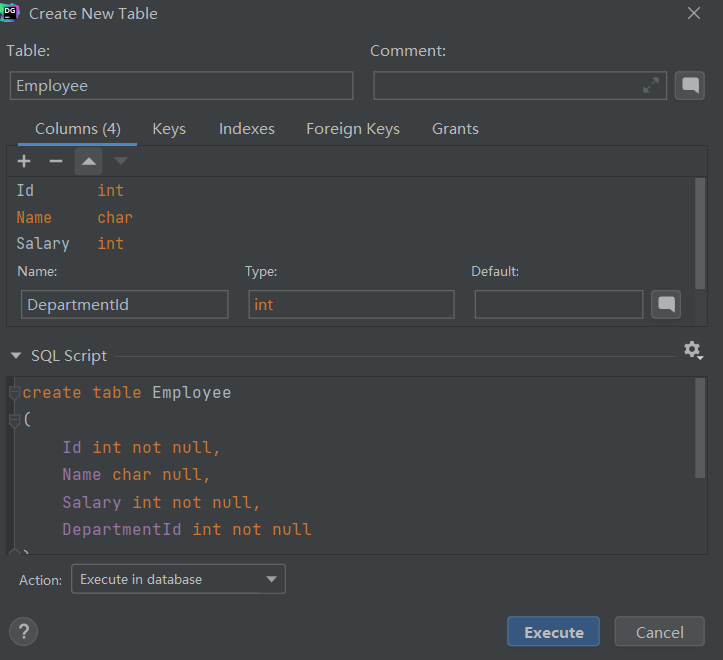 DG
Create New Table
Table:
Comment:
Employee
Columns (4) Keys Indexes Foreign Keys Grants
Id int
Name char
Salary int
Name: Type: Default:
DepartmentId int
SQL Script
create table Employee
(
Id int not null,
Name char null,
Salary int not null,
DepartmentId int not null
Action: Execute in database
? Execute Cancel